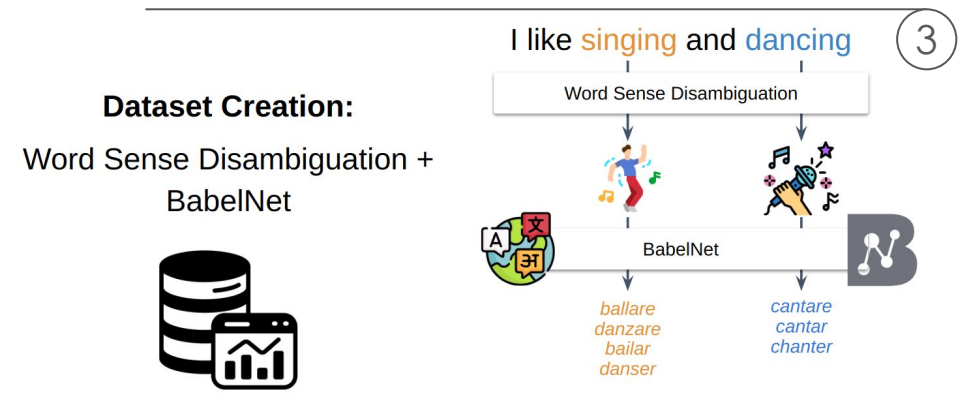 3
I like singing and dancing
Dataset Creation:
Word Sense Disambiguation +
BabelNet
Word Sense Disambiguation
A
文
अ
BabelNet
B
ballare
danzare
bailar
danser
cantare
cantar
chanter